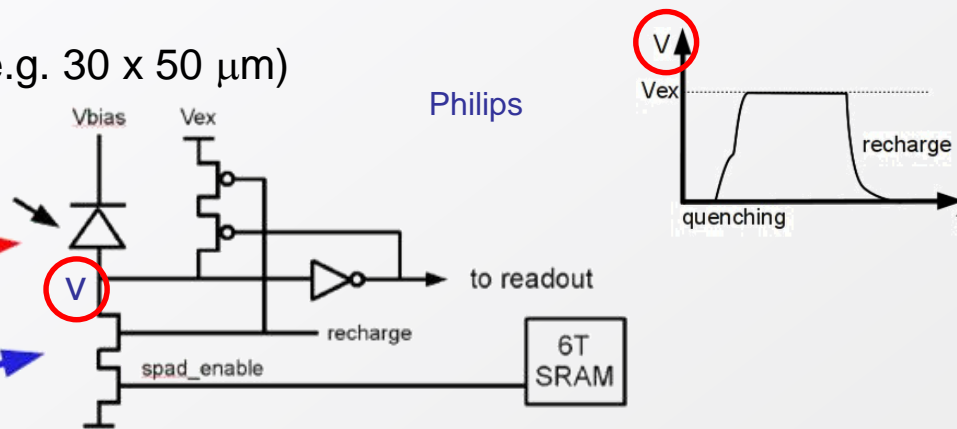 e.g. 30 x 50 μm)
Philips
Vbias
Vex
V
to readout
recharge
spad_enable
6T
SRAM
V
Vex
recharge
quenching